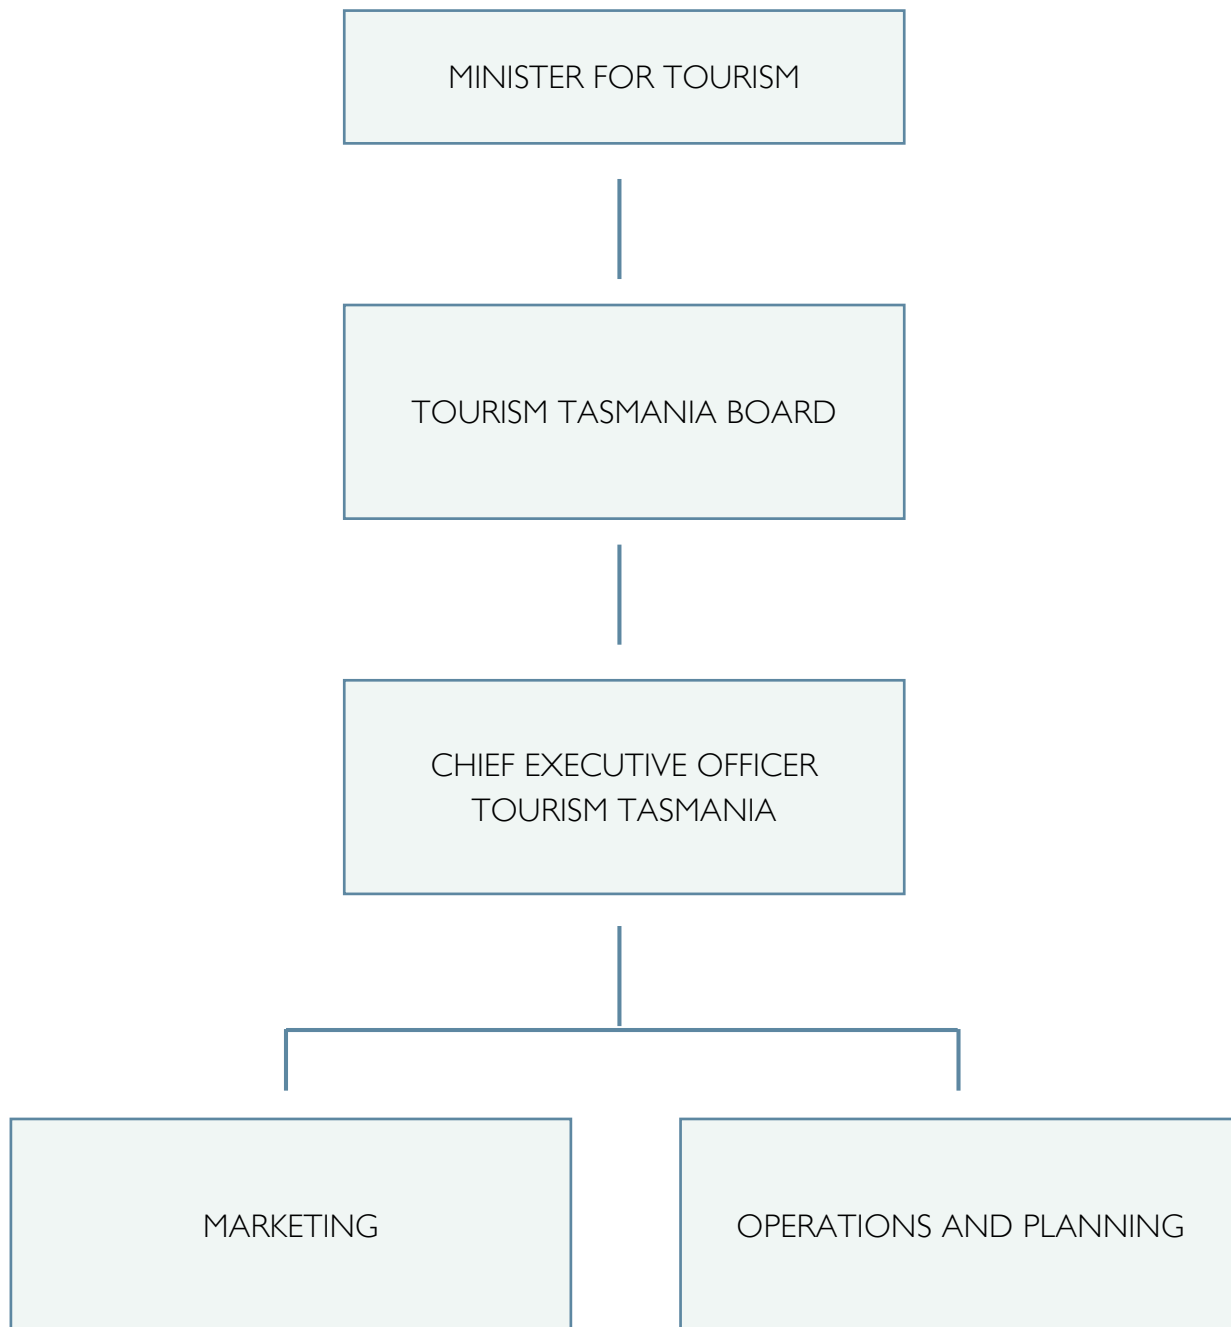 MINISTER FOR TOURISM
TOURISM TASMANIA BOARD
CHIEF EXECUTIVE OFFICER
TOURISM TASMANIA
MARKETING
OPERATIONS AND PLANNING